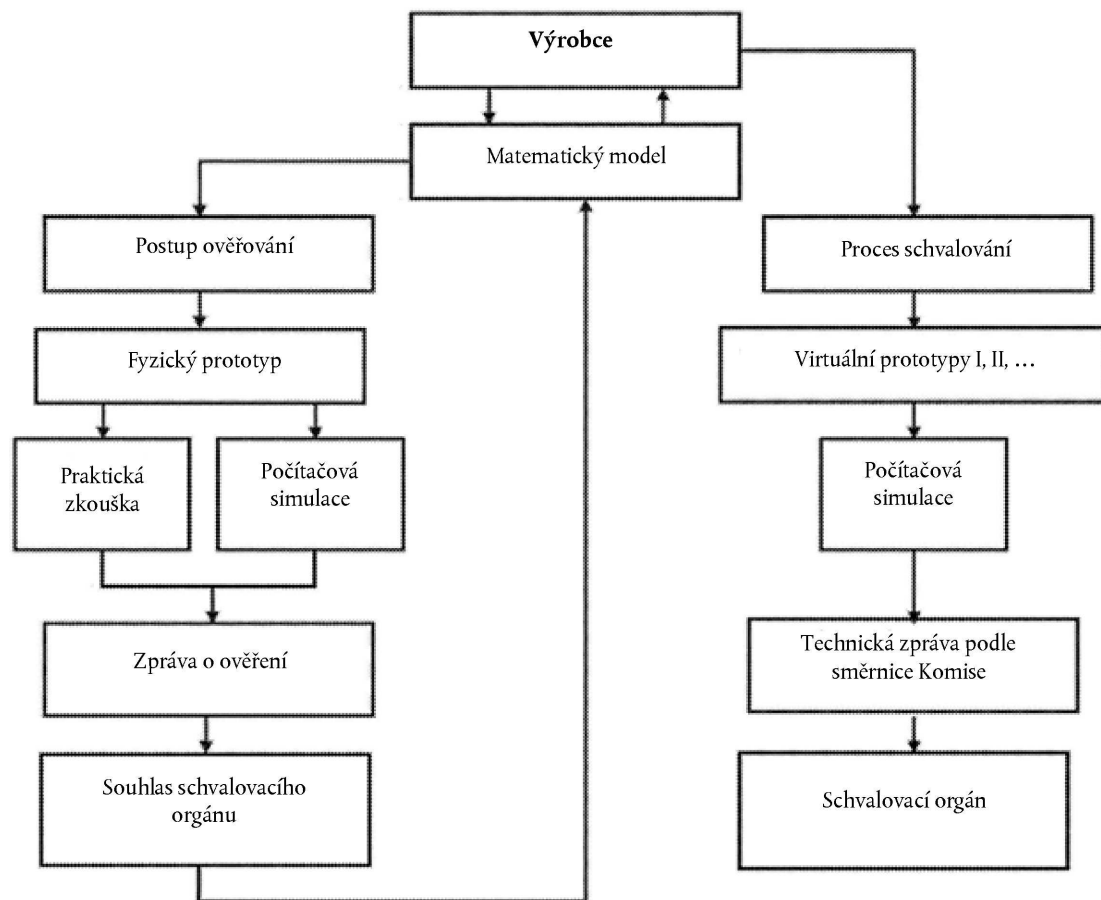 Výrobce
Matematický model
Postup ověřování
Proces schvalování
Fyzický prototyp
Virtuální prototypy I, II, …
Praktická
zkouška
Počítačová
simulace
Počítačová
simulace
Zpráva o ověření
Technická zpráva podle
směrnice Komise
Souhlas schvalovacího
orgánu
Schvalovací orgán